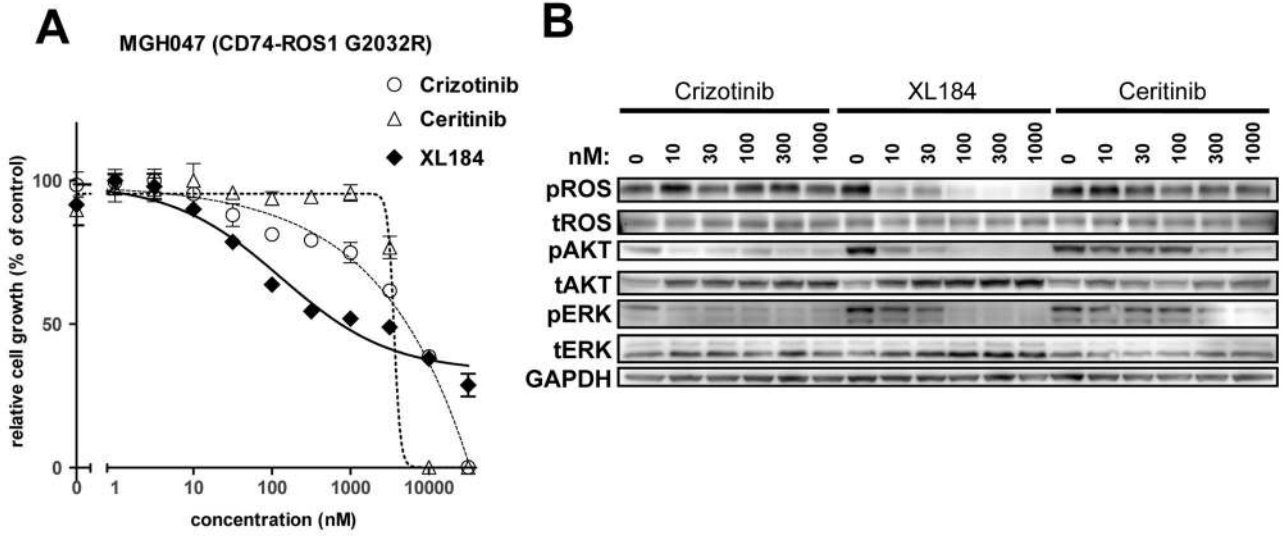 A
MGH047 (CD74-ROS1 G2032R)
Crizotinib
Ceritinib
XL184
relative cell growth (% of control)
100
50
0
0 1 10 100 1000 10000
concentration (nM)
B
Crizotinib XL184 Ceritinib
nM: 0 10 30 100 300 1000 0 10 30 100 300 1000 0 10 30 100 300 1000
pROS
tROS
pAKT
tAKT
pERK
tERK
GAPDH